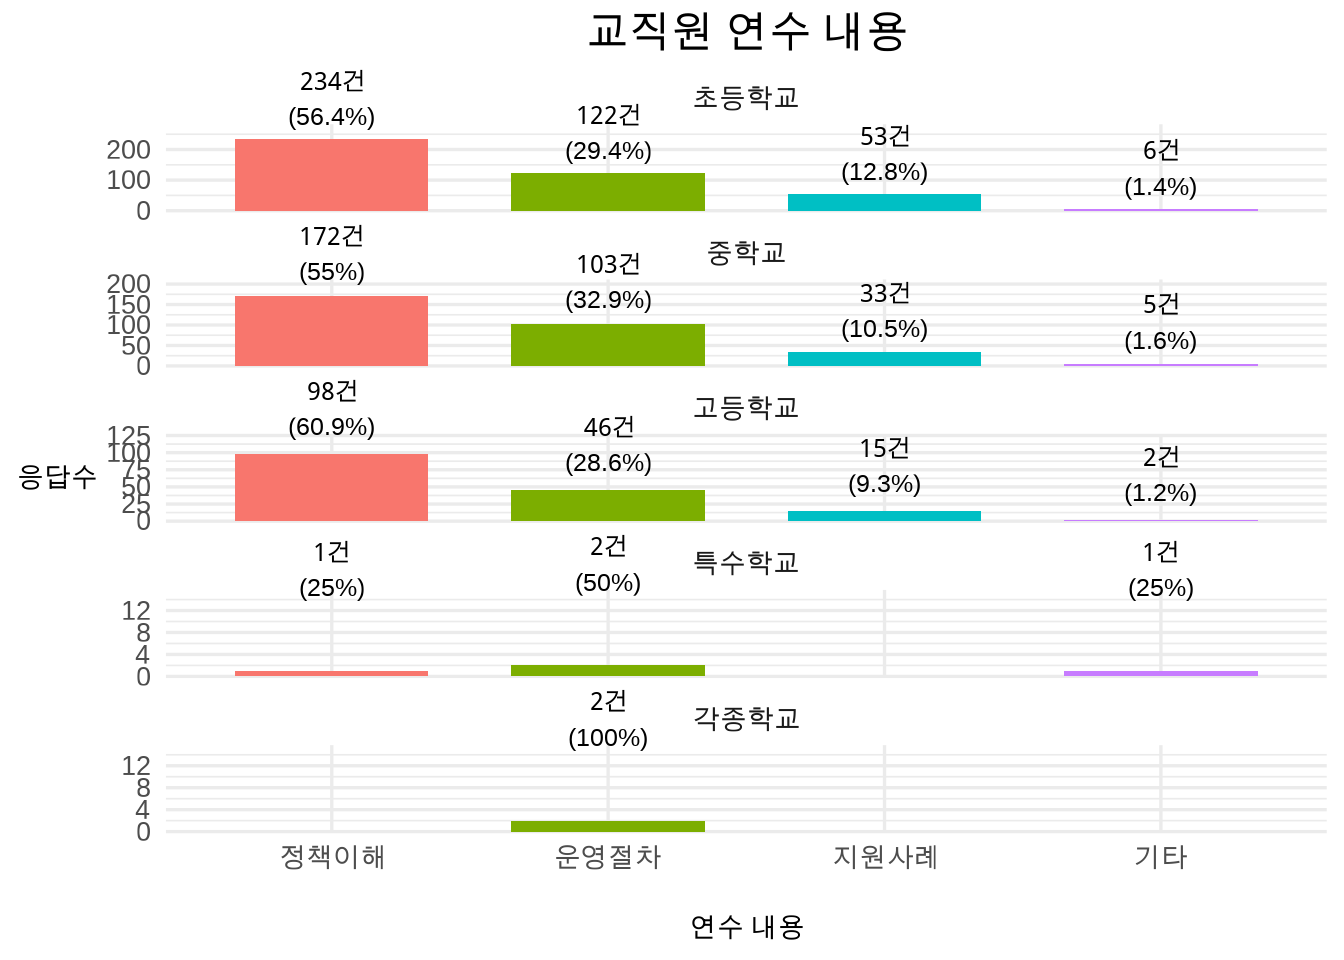 교직원 연수 내용
초등학교
234건
(56.4%)
122건
(29.4%)
53건
(12.8%)
6건
(1.4%)
200
100
0
중학교
172건
(55%)
103건
(32.9%)
33건
(10.5%)
5건
(1.6%)
200
150
100
50
0
고등학교
98건
(60.9%)
46건
(28.6%)
15건
(9.3%)
2건
(1.2%)
125
100
75
50
25
0
응답수
특수학교
1건
(25%)
2건
(50%)
1건
(25%)
12
8
4
0
각종학교
2건
(100%)
12
8
4
0
정책이해 운영절차 지원사례 기타
연수 내용